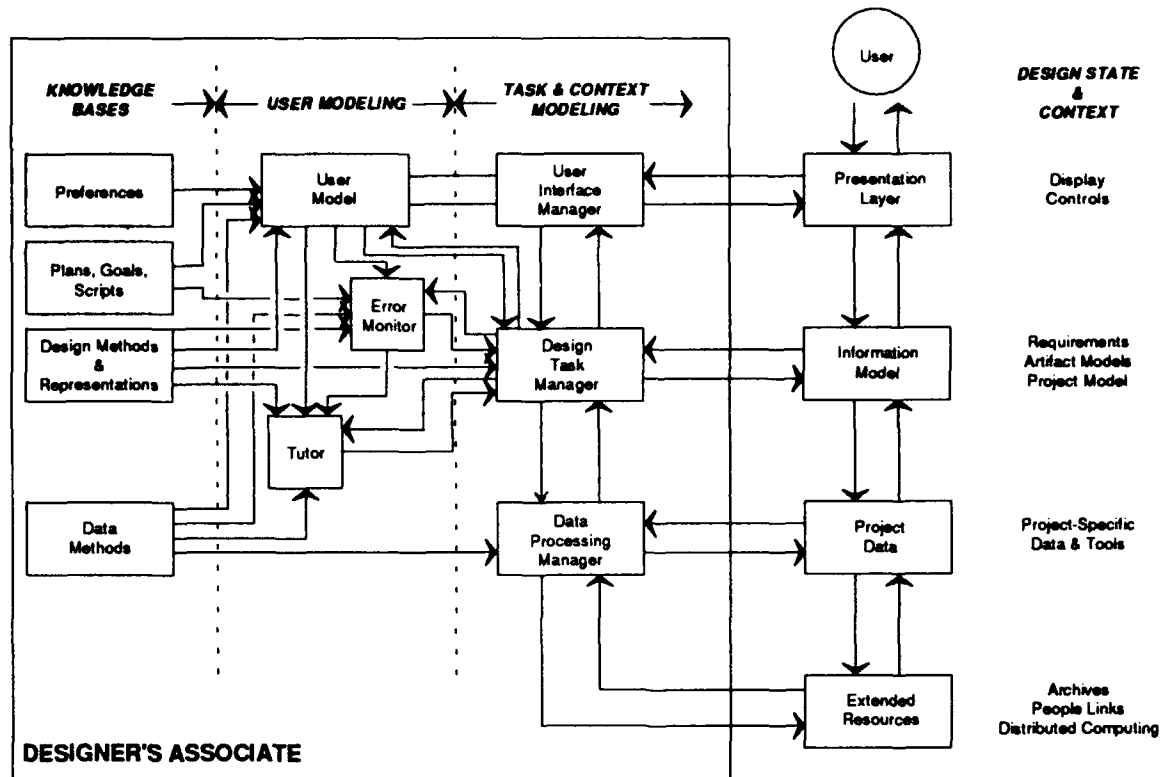 KNOWLEDGE
BASES
USER MODELING
TASK & CONTEXT
MODELING
User
DESIGN STATE
&
CONTEXT
Preferences
User
Model
User
Interface
Manager
Presentation
Layer
Display
Controls
Plans, Goals,
Scripts
Error
Monitor
Design Methods
&
Representations
Design
Task
Manager
Information
Model
Requirements
Artifact Models
Project Model
Tutor
Data
Methods
Data
Processing
Manager
Project
Data
Project-Specific
Data & Tools
Extended
Resources
Archives
People Links
Distributed Computing
DESIGNER'S ASSOCIATE